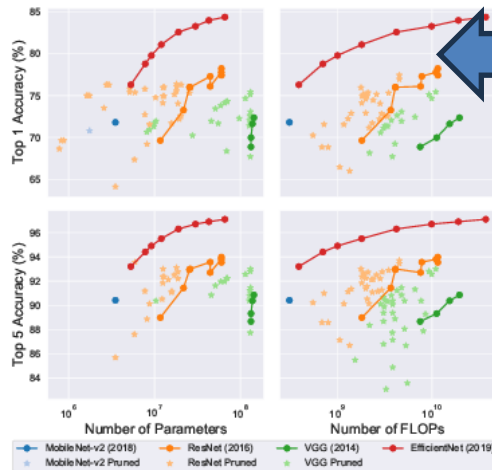 85
80
75
70
65
Top 1 Accuracy (%)
96
94
92
90
88
86
84
Top 5 Accuracy (%)
10^6 10^7 10^8
10^9 10^10
Number of Parameters
Number of FLOPs
MobileNet-v2 (2018) ResNet (2016) VGG (2014) EfficientNet (2019
MobileNet-v2 Pruned ResNet Pruned VGG Pruned